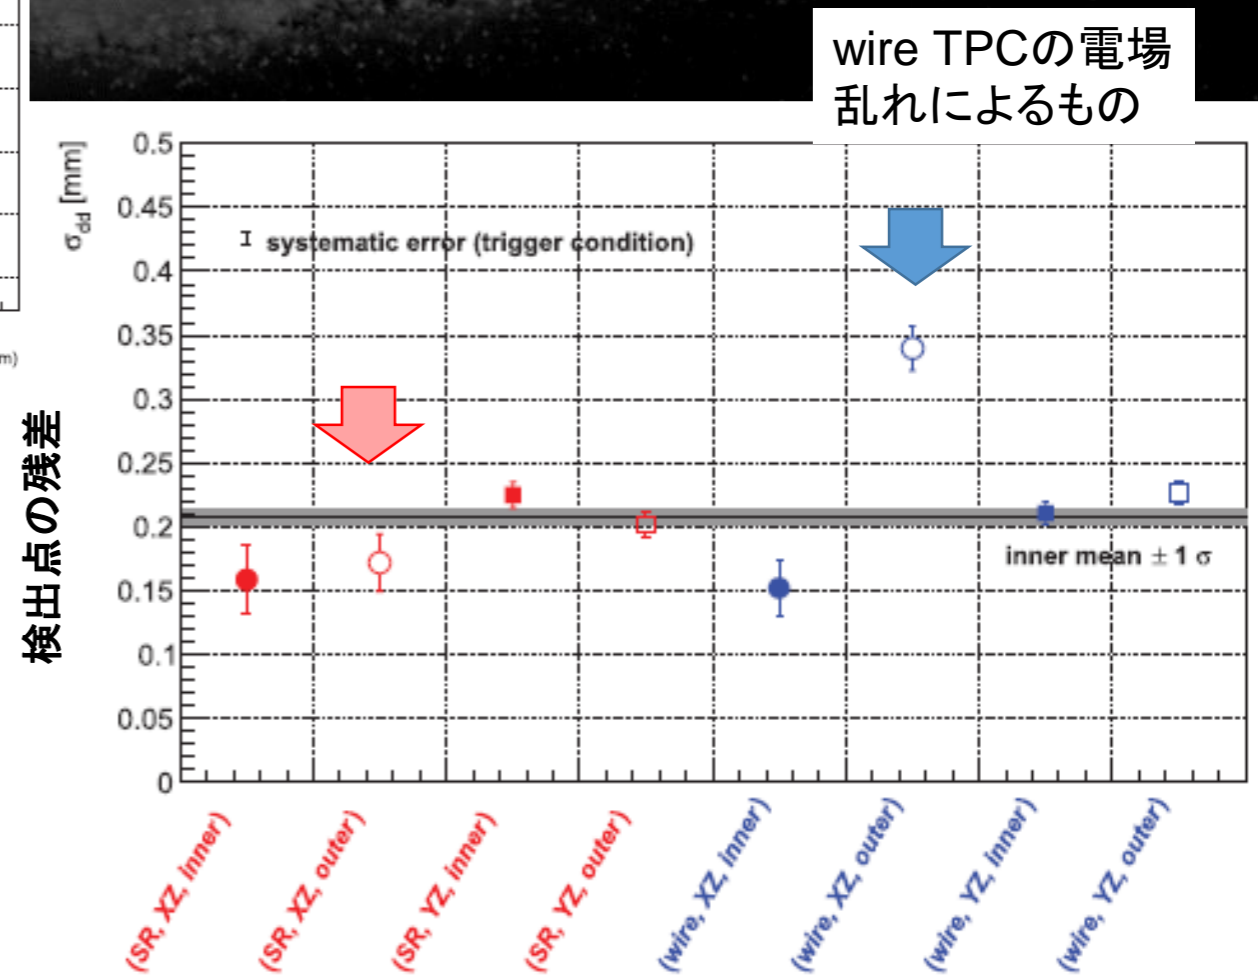 wire TPCの電場
乱れによるもの
m)
検出点の残差
σdd [mm]
0.5
0.45
0.4
0.35
0.3
0.25
0.2
0.15
0.1
0.05
0
systematic error (trigger condition)
inner mean ± 1 σ
(SR, XZ, inner)
(SR, XZ, outer)
(SR, YZ, inner)
(SR, YZ, outer)
(wire, XZ, inner)
(wire, XZ, outer)
(wire, YZ, inner)
(wire, YZ, outer)